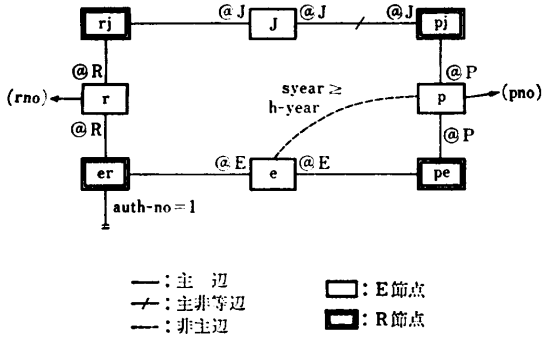 rj @J J @J @J pj
@R @P
(rno) r syear≥ p (pno)
h-year
@R @P
er @E e @E pe
auth-no=1
—：主 边 □：E節点
⌿：主非等边 □：R節点
---：非主边